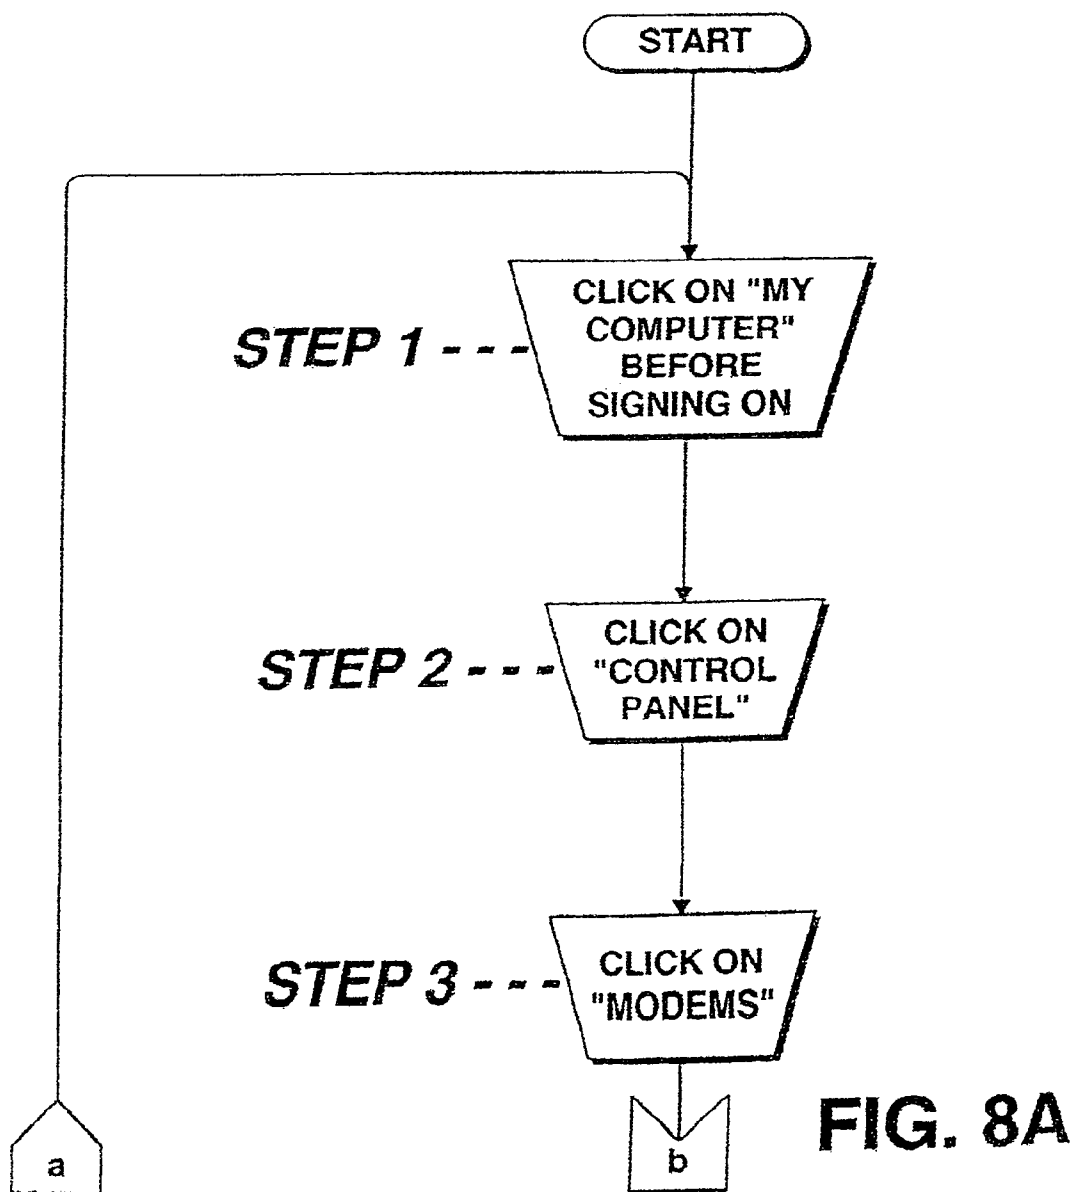 START
STEP 1 - - -
CLICK ON "MY
COMPUTER"
BEFORE
SIGNING ON
STEP 2 - - -
CLICK ON
"CONTROL
PANEL"
STEP 3 - - -
CLICK ON
"MODEMS"
a
b
FIG. 8A